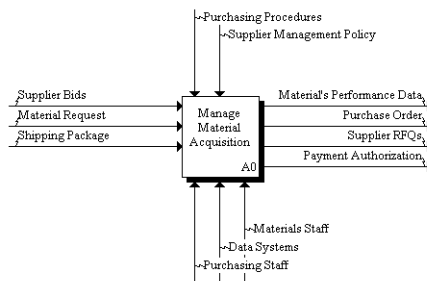 Purchasing Procedures
Supplier Management Policy
Supplier Bids
Material Request
Shipping Package
Manage
Material
Acquisition
A0
Material's Performance Data
Purchase Order
Supplier RFQs
Payment Authorization
Materials Staff
Data Systems
Purchasing Staff